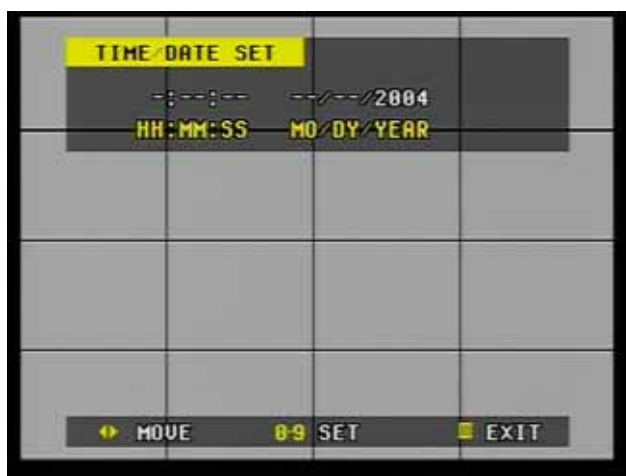 TIME/DATE SET
-:--:-- --/--/2004
HH:MM:SS MO/DY/YEAR
MOVE 0-9 SET EXIT